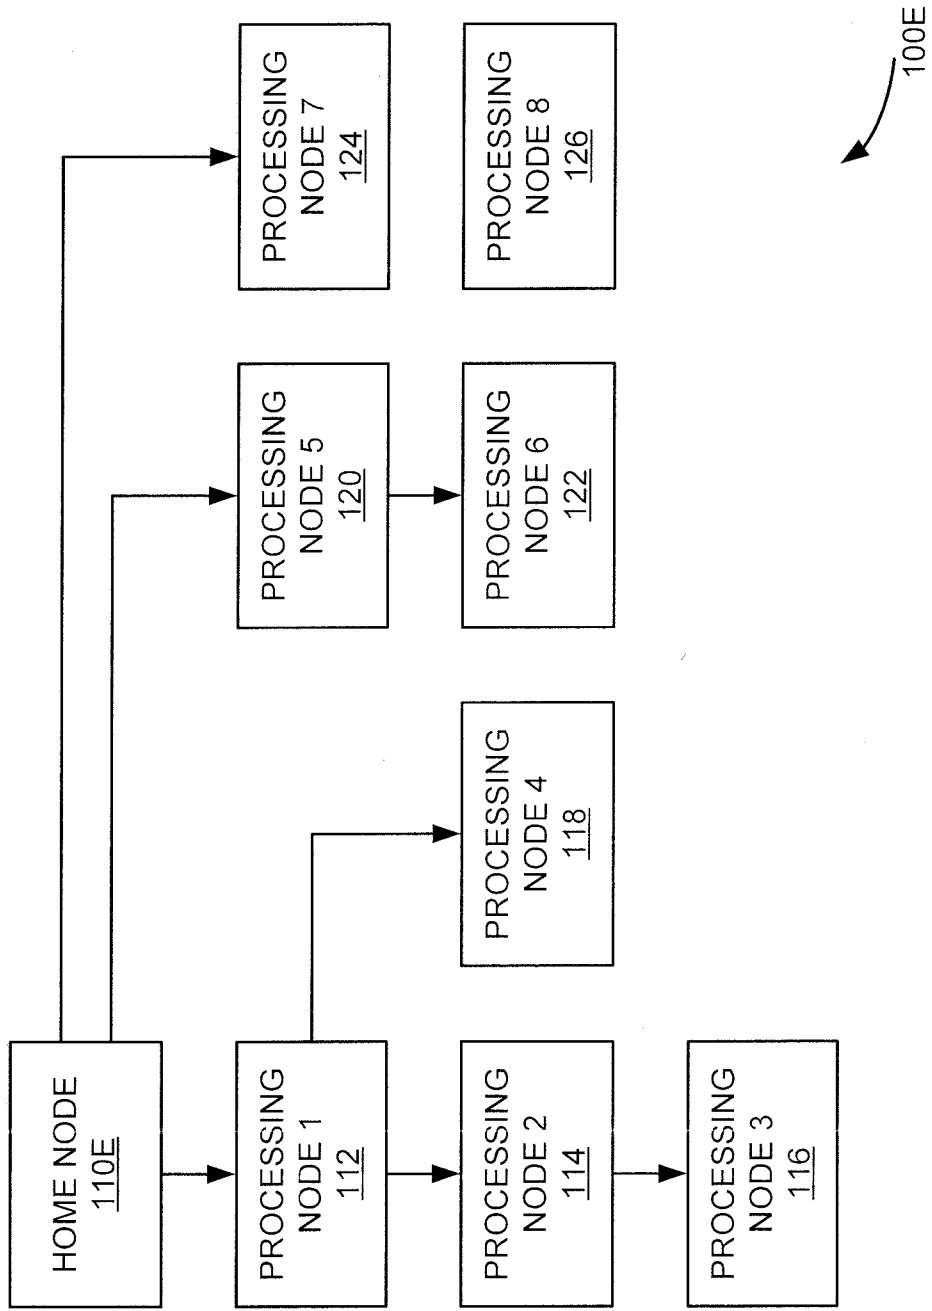 HOME NODE
110E
PROCESSING
NODE 1
112
PROCESSING
NODE 2
114
PROCESSING
NODE 3
116
PROCESSING
NODE 4
118
PROCESSING
NODE 5
120
PROCESSING
NODE 6
122
PROCESSING
NODE 7
124
PROCESSING
NODE 8
126
100E